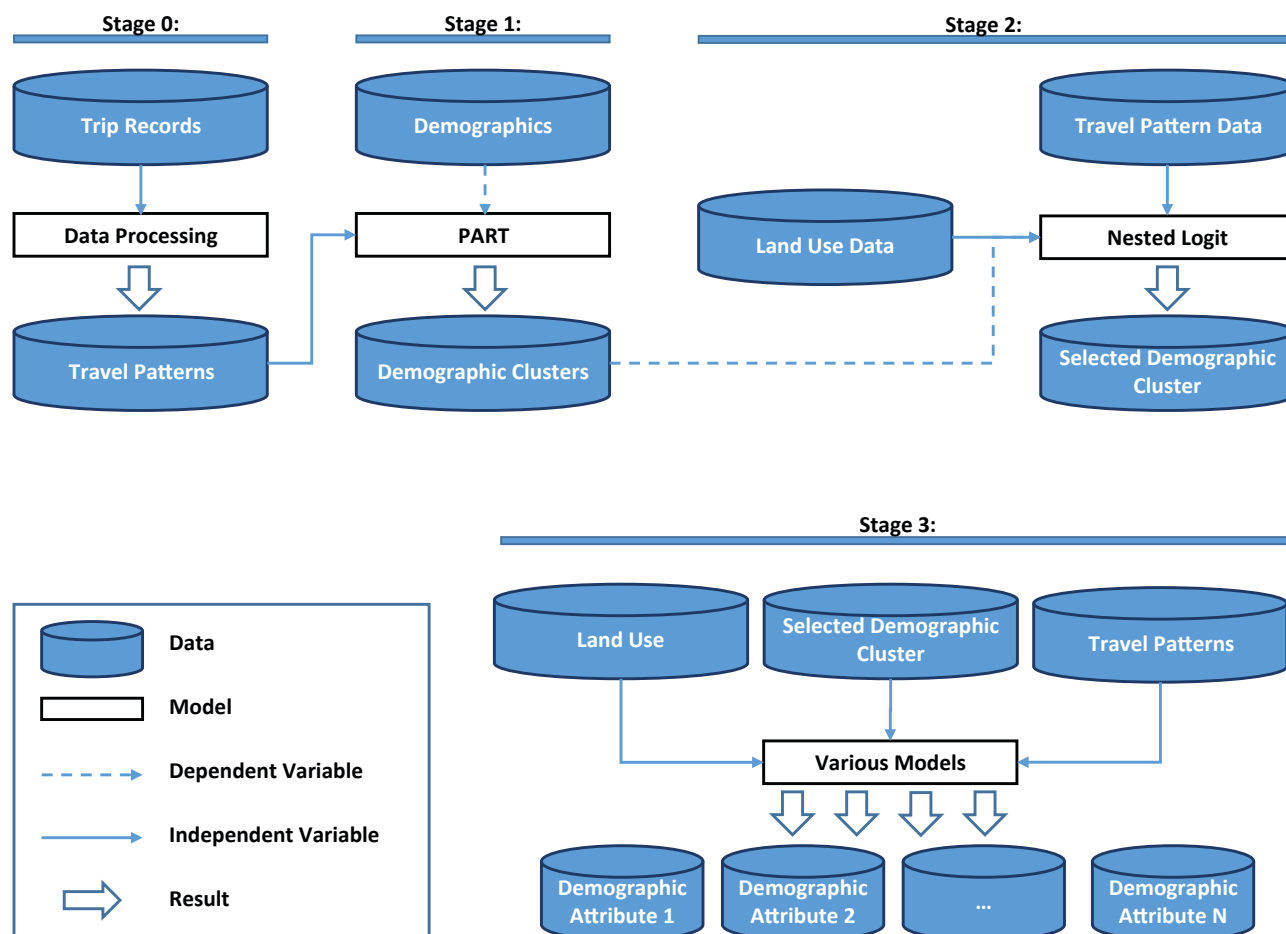 Stage 0:
Stage 1:
Stage 2:
Trip Records
Demographics
Travel Pattern Data
Data Processing
PART
Land Use Data
Nested Logit
Travel Patterns
Demographic Clusters
Selected Demographic
Cluster
Stage 3:
Land Use
Selected Demographic
Cluster
Travel Patterns
Various Models
Demographic
Attribute 1
Demographic
Attribute 2
...
Demographic
Attribute N
Data
Model
Dependent Variable
Independent Variable
Result